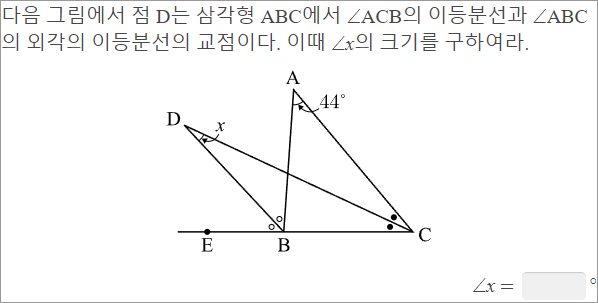 다음 그림에서 점 D는 삼각형 ABC에서 ∠ACB의 이등분선과 ∠ABC
의 외각의 이등분선의 교점이다. 이때 ∠x의 크기를 구하여라.
A
44°
D
x
C
E
B
∠x = °